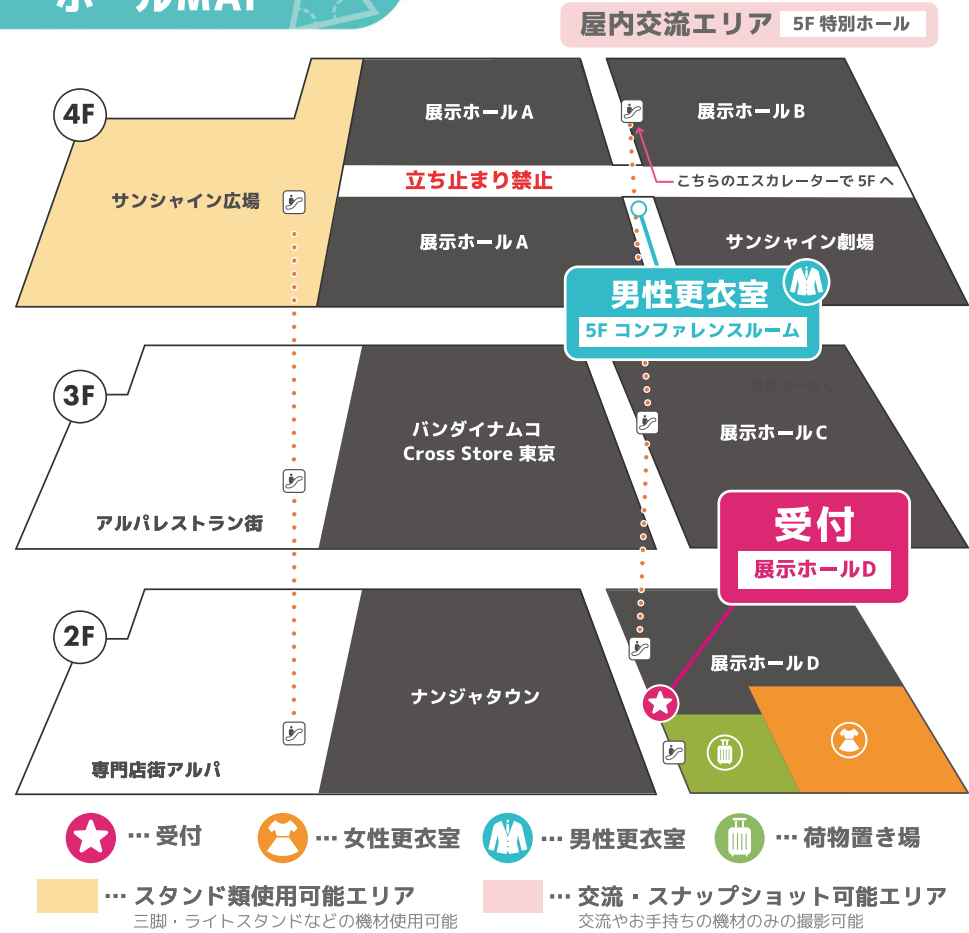 ホールMAP
屋内交流エリア 5F 特別ホール
4F
展示ホールA
展示ホールB
立ち止まり禁止
こちらのエスカレーターで 5F へ
サンシャイン広場
展示ホールA
サンシャイン劇場
男性更衣室
5F コンファレンスルーム
3F
展示ホールC
バンダイナムコ
Cross Store 東京
展示ホールC
アルパレストラン街
受付
展示ホールD
2F
展示ホールD
ナンジャタウン
専門店街アルパ
… 受付
… 女性更衣室
… 男性更衣室
… 荷物置き場
… スタンド類使用可能エリア
三脚・ライトスタンドなどの機材使用可能
… 交流・スナップショット可能エリア
交流やお手持ちの機材のみの撮影可能